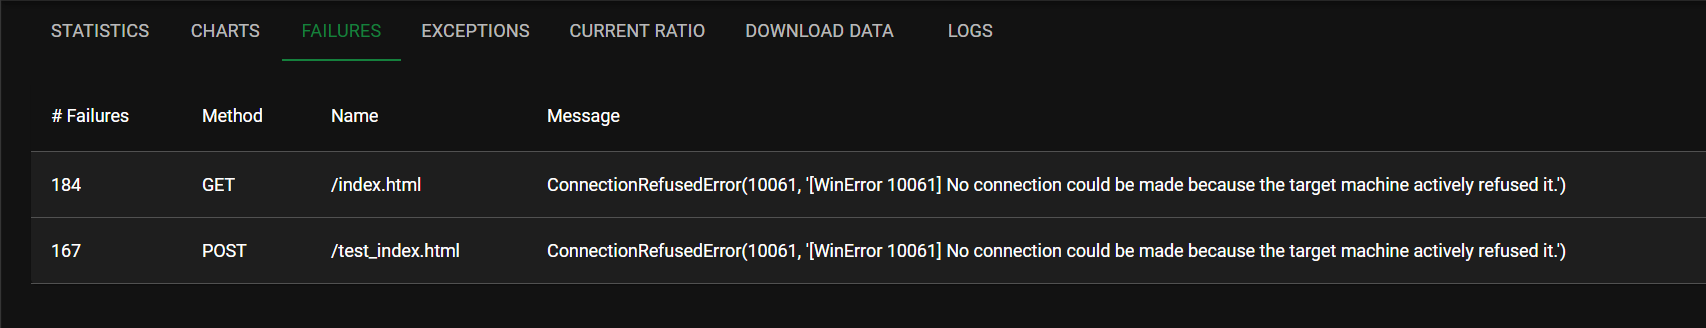 STATISTICS CHARTS FAILURES EXCEPTIONS CURRENT RATIO DOWNLOAD DATA LOGS
# Failures Method Name Message
184 GET /index.html ConnectionRefusedError(10061, '[WinError 10061] No connection could be made because the target machine actively refused it.')
167 POST /test_index.html ConnectionRefusedError(10061, '[WinError 10061] No connection could be made because the target machine actively refused it.')